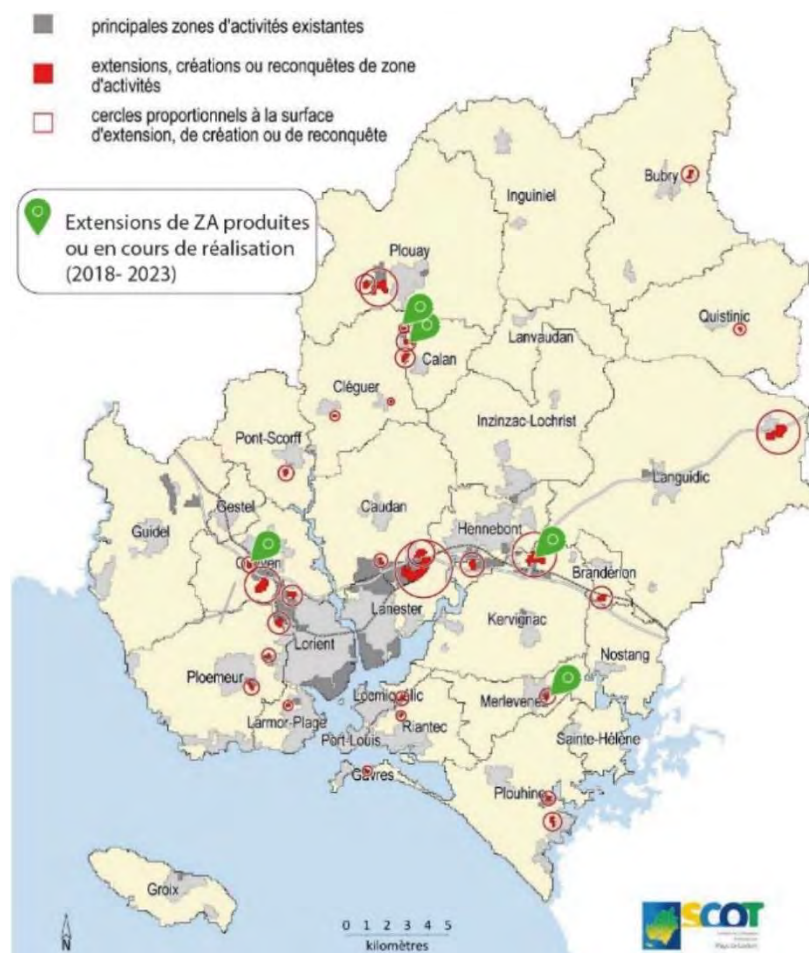 principales zones d'activités existantes
extensions, créations ou reconquêtes de zone
d'activités
cercles proportionnels à la surface
d'extension, de création ou de reconquête
Extensions de ZA produites
ou en cours de réalisation
(2018- 2023)
Bubry
Inguiniel
Plouay
Quistinic
Lanvaudan
Calan
Cléguer
Inzinzac-Lochrist
Pont-Scorff
Languidic
Caudan
Gestel
Hennebont
Guidel
Brandérion
Lanester
Kervignac
Lorient
Nostang
Ploemeur
Locmiquélic
Merlevenez
Larmor-Plage
Riantec
Port-Louis
Sainte-Hélène
Gâvres
Plouhinec
Groix
0 1 2 3 4 5
kilomètres
N
SCOT